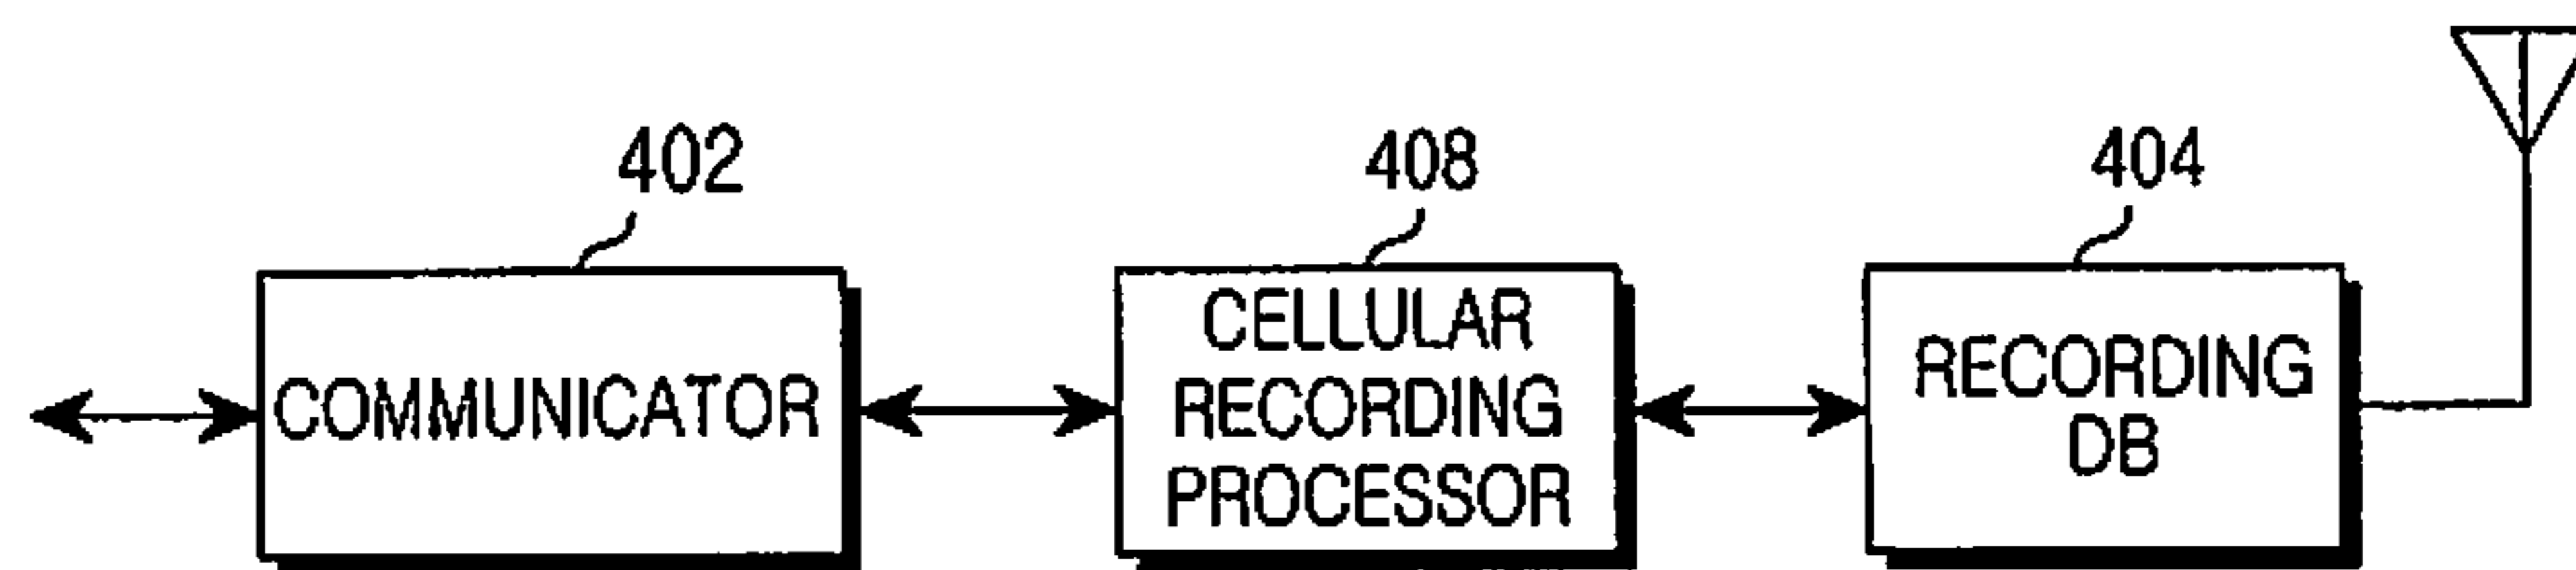 402
408
404
COMMUNICATOR
CELLULAR
RECORDING
PROCESSOR
RECORDING
DB